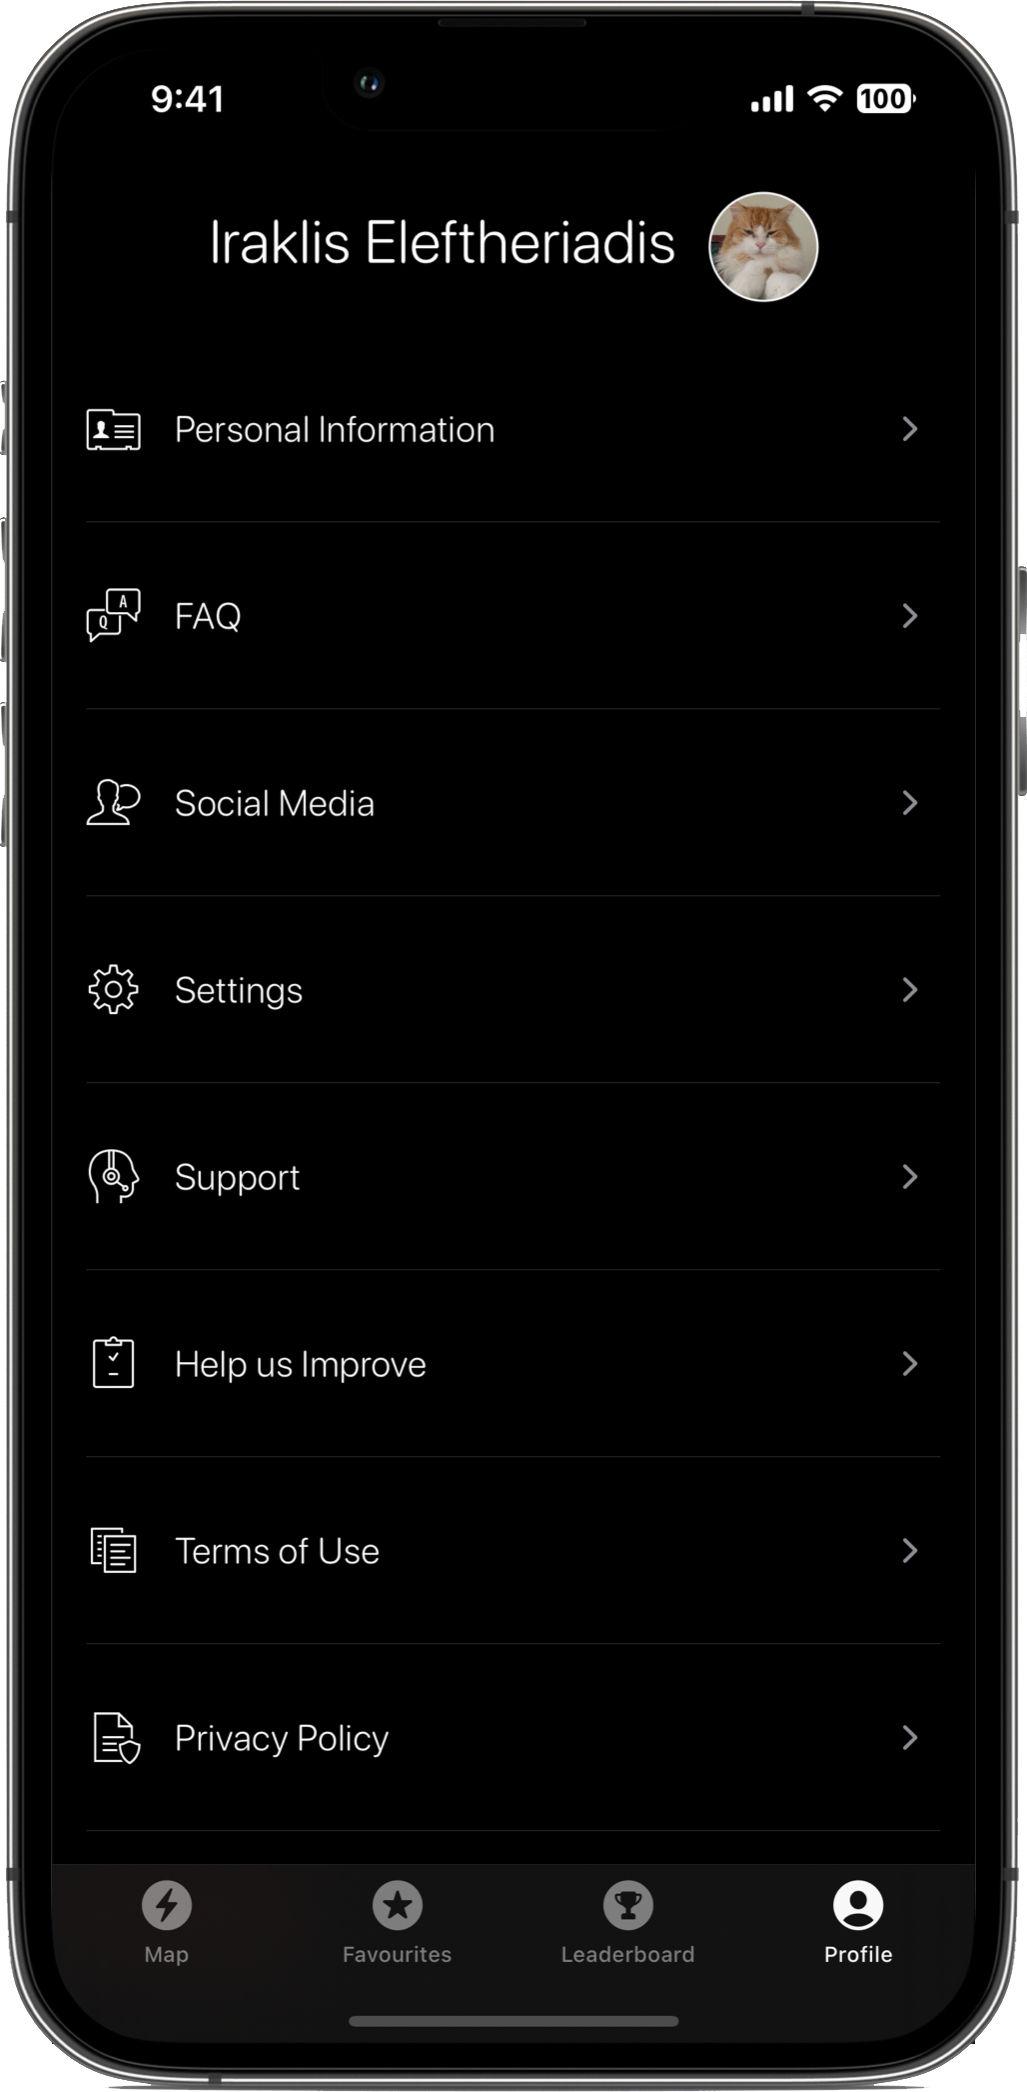 9:41
100
Iraklis Eleftheriadis
Personal Information
A
Q
FAQ
Social Media
Settings
Support
Help us Improve
Terms of Use
Privacy Policy
Map
Favourites
Leaderboard
Profile